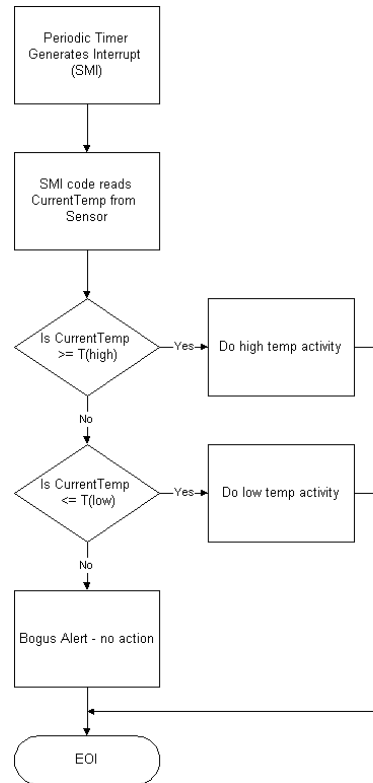 Periodic Timer
Generates Interrupt
(SMI)
SMI code reads
CurrentTemp from
Sensor
Is CurrentTemp
>= T(high)
Yes
Do high temp activity
No
Is CurrentTemp
<= T(low)
Yes
Do low temp activity
No
Bogus Alert - no action
EOI